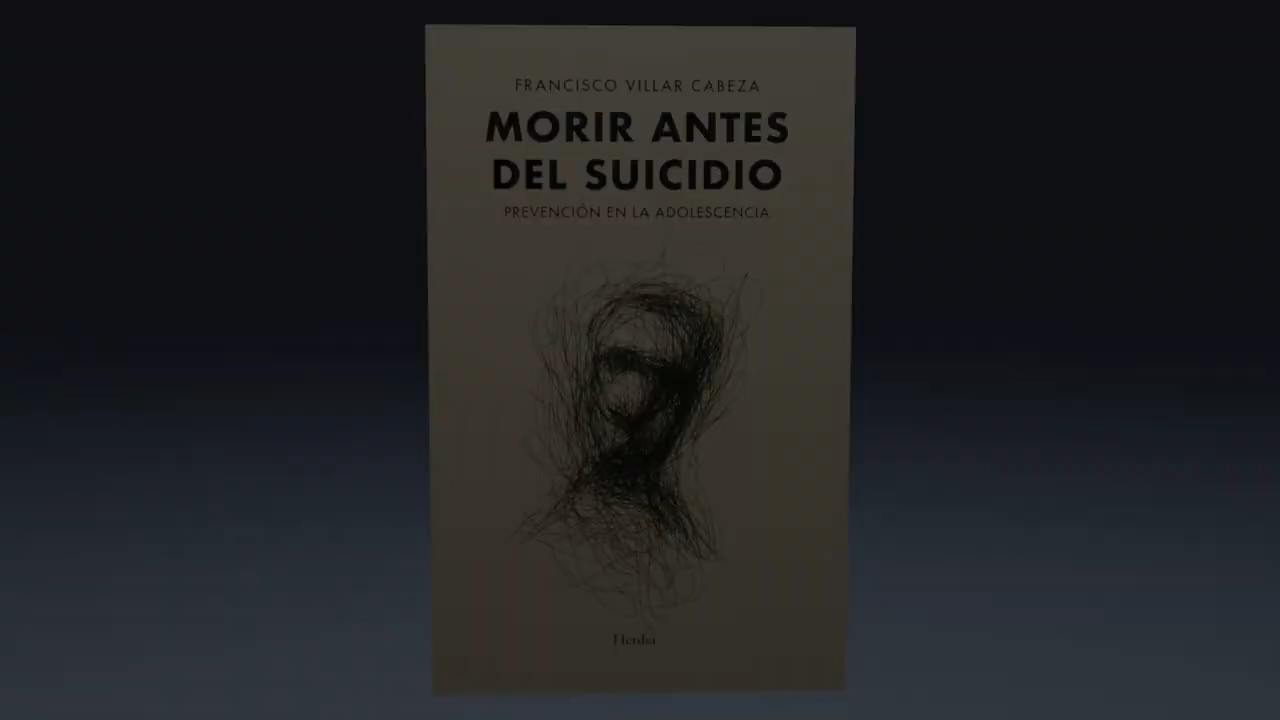 FRANCISCO VILLAR CABEZA
MORIR ANTES
DEL SUICIDIO
PREVENCIÓN EN LA ADOLESCENCIA
Herder